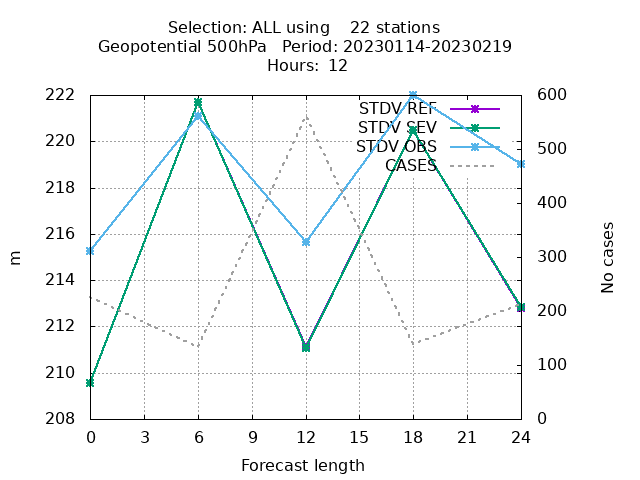 Selection: ALL using    22 stations
Geopotential 500hPa   Period: 20230114-20230219
Hours: 12
222
220
218
216
214
212
210
208
m
STDV REF
STDV SEV
STDV OBS
CASES
600
500
400
300
200
100
0
No cases
0 3 6 9 12 15 18 21 24
Forecast length